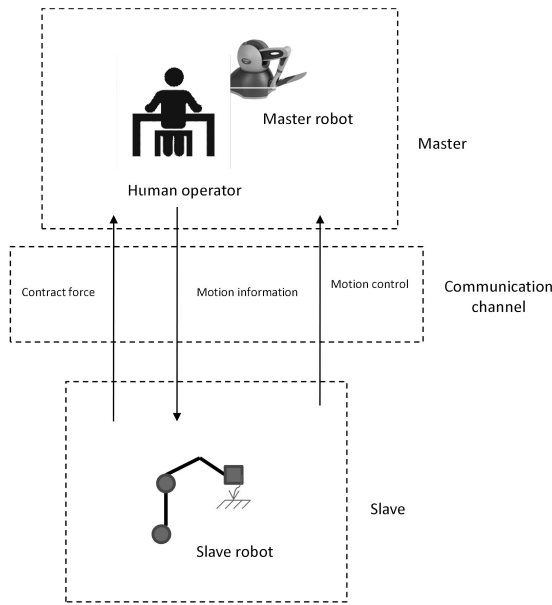 Master robot
Master
Human operator
Contract force
Motion information
Motion control
Communication
channel
Slave
Slave robot